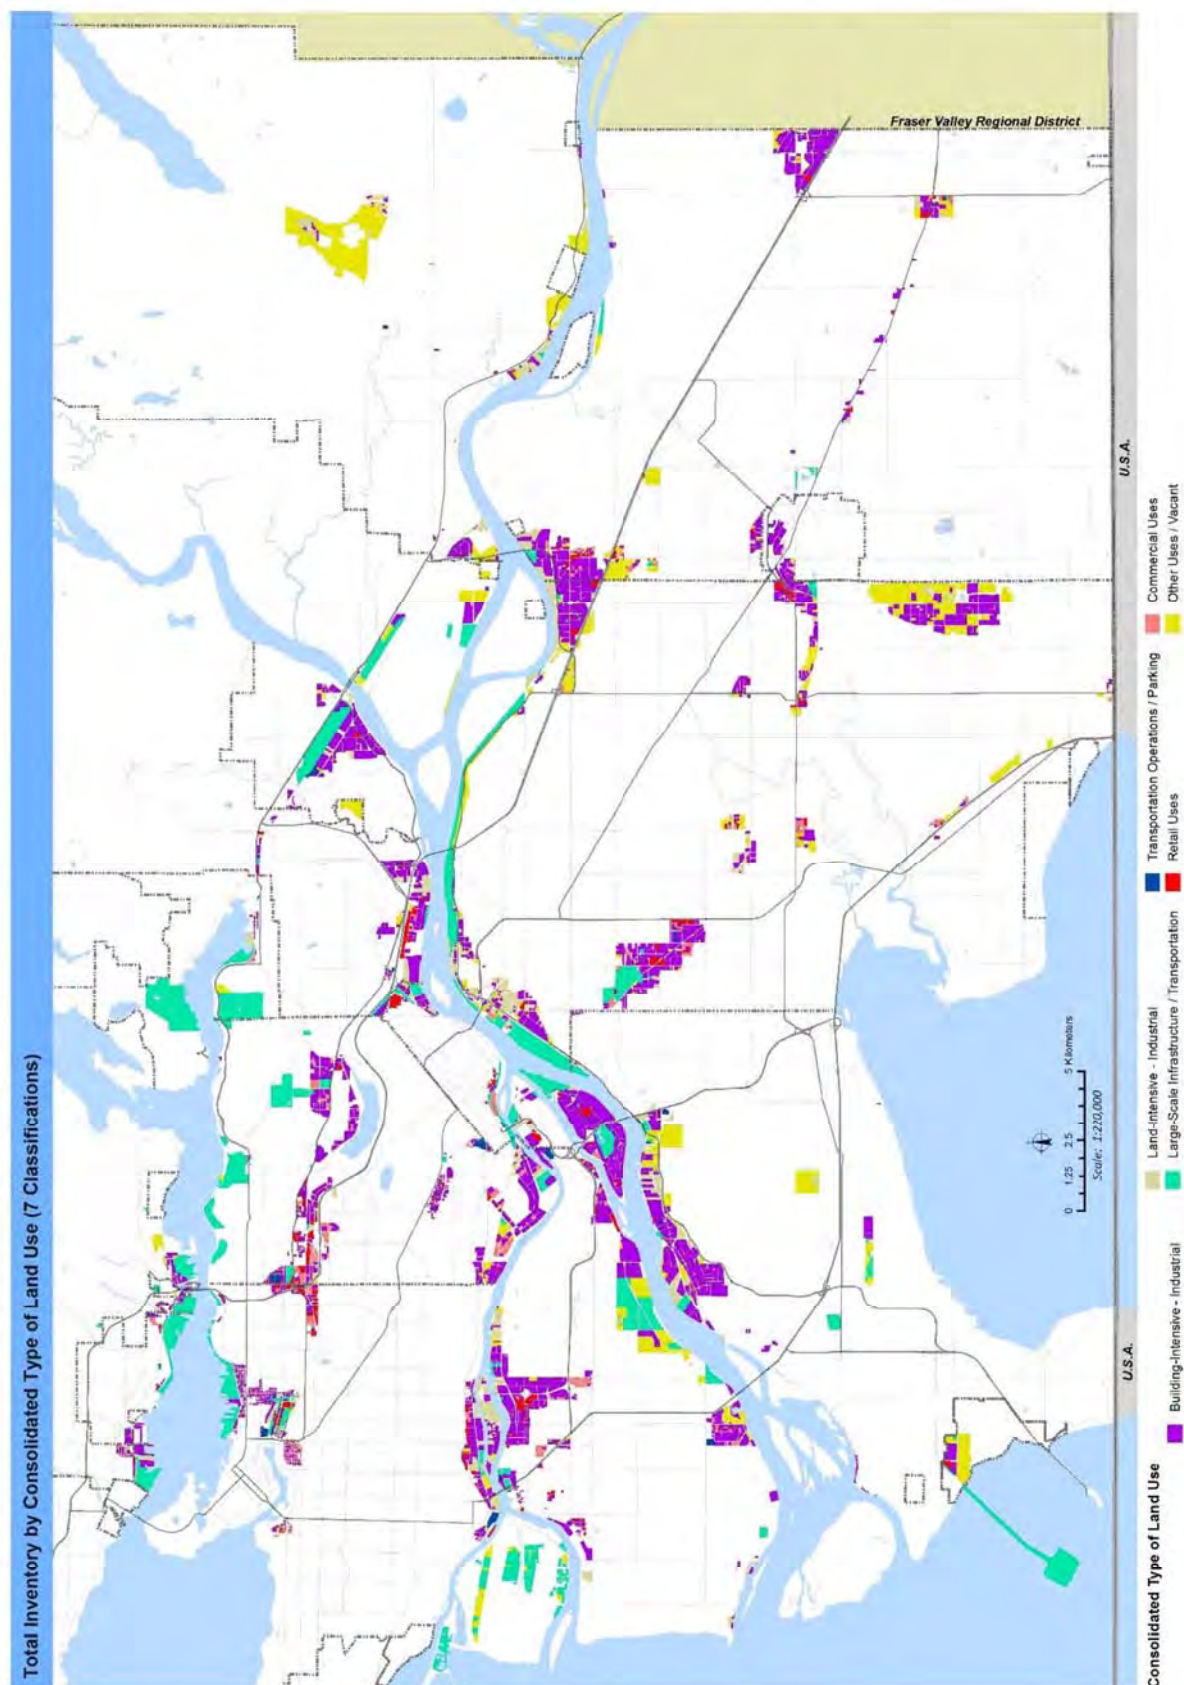 Total Inventory by Consolidated Type of Land Use (7 Classifications)
Fraser Valley Regional District
U.S.A.
U.S.A.
0 1.25 2.5 5 Kilometers
Scale: 1:220,000
Consolidated Type of Land Use
Building-Intensive - Industrial
Land-Intensive - Industrial
Large-Scale Infrastructure / Transportation
Transportation Operations / Parking
Retail Uses
Commercial Uses
Other Uses / Vacant